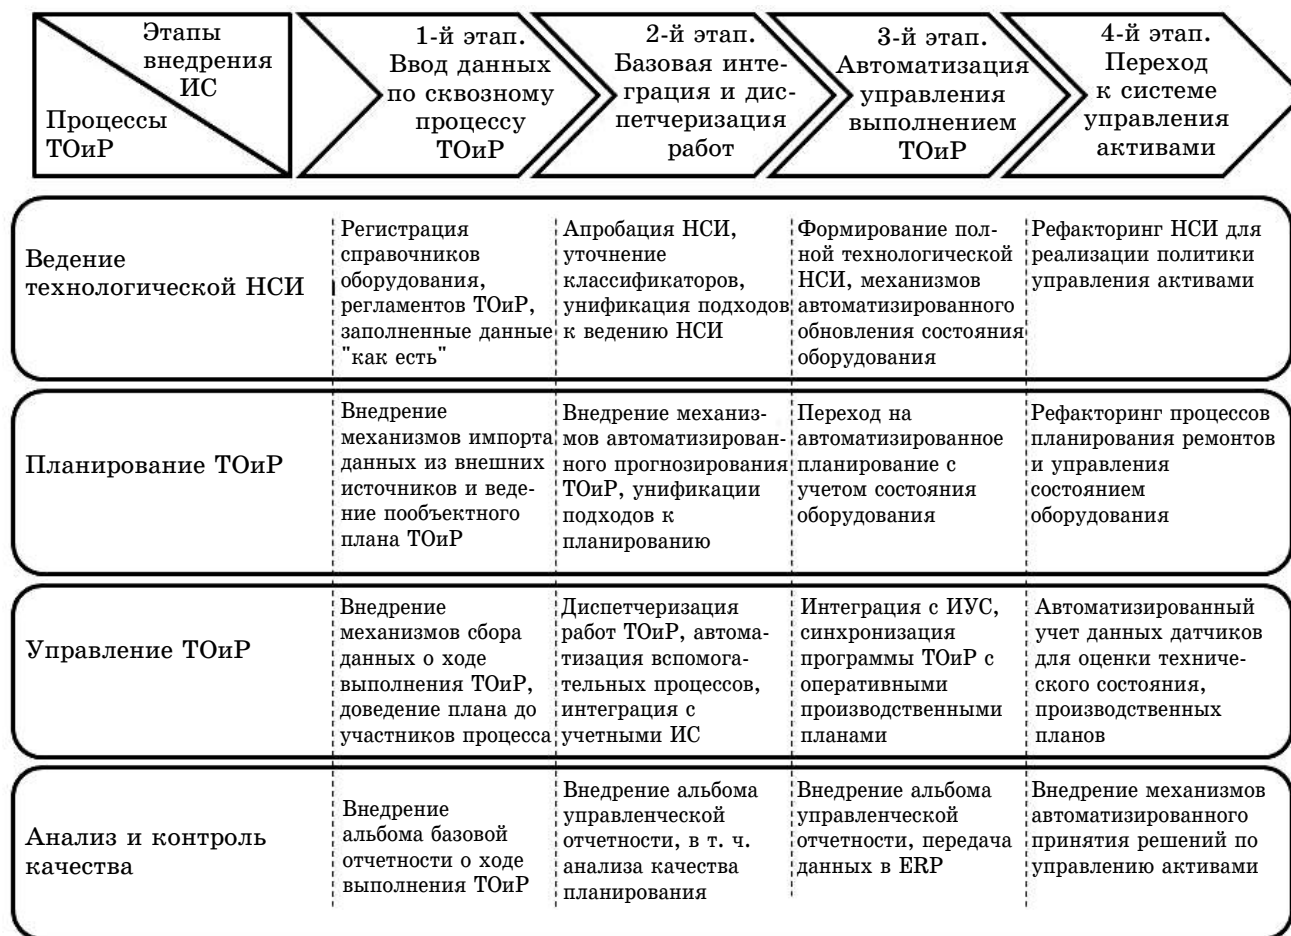 Этапы
внедрения
ИС
Процессы
ТОиР
1-й этап.
Ввод данных
по сквозному
процессу
ТОиР
2-й этап.
Базовая инте-
грация и дис-
петчеризация
работ
3-й этап.
Автоматизация
управления
выполнением
ТОиР
4-й этап.
Переход
к системе
управления
активами
Ведение
технологической НСИ
Регистрация
справочников
оборудования,
регламентов ТОиР,
заполненные данные
"как есть"
Апробация НСИ,
уточнение
классификаторов,
унификация подходов
к ведению НСИ
Формирование пол-
ной технологической
НСИ, механизмов
автоматизированного
обновления состояния
оборудования
Рефакторинг НСИ для
реализации политики
управления активами
Планирование ТОиР
Внедрение
механизмов импорта
данных из внешних
источников и веде-
ние пообъектного
плана ТОиР
Внедрение механиз-
мов автоматизирован-
ного прогнозирования
ТОиР, унификации
подходов к
планированию
Переход на
автоматизированное
планирование с
учетом состояния
оборудования
Рефакторинг процессов
планирования ремонтов
и управления
состоянием
оборудования
Управление ТОиР
Внедрение
механизмов сбора
данных о ходе
выполнения ТОиР,
доведение плана до
участников процесса
Диспетчеризация
работ ТОиР, автома-
тизация вспомога-
тельных процессов,
интеграция с
учетными ИС
Интеграция с ИУС,
синхронизация
программы ТОиР с
оперативными
производственными
планами
Автоматизированный
учет данных датчиков
для оценки техниче-
ского состояния,
производственных
планов
Анализ и контроль
качества
Внедрение
альбома базовой
отчетности о ходе
выполнения ТОиР
Внедрение альбома
управленческой
отчетности, в т. ч.
анализа качества
планирования
Внедрение альбома
управленческой
отчетности, передача
данных в ERP
Внедрение механизмов
автоматизированного
принятия решений по
управлению активами